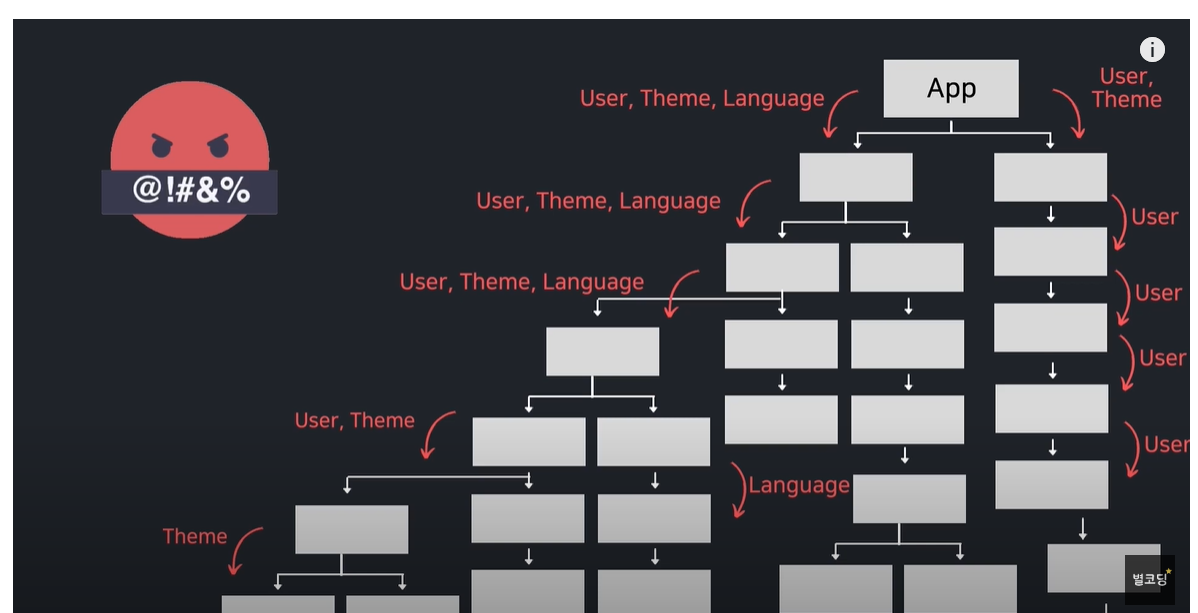 i
App
User,
Theme
User, Theme, Language
@!#&%
User, Theme, Language
User
User, Theme, Language
User
User
User, Theme
User
Language
Theme
별코딩